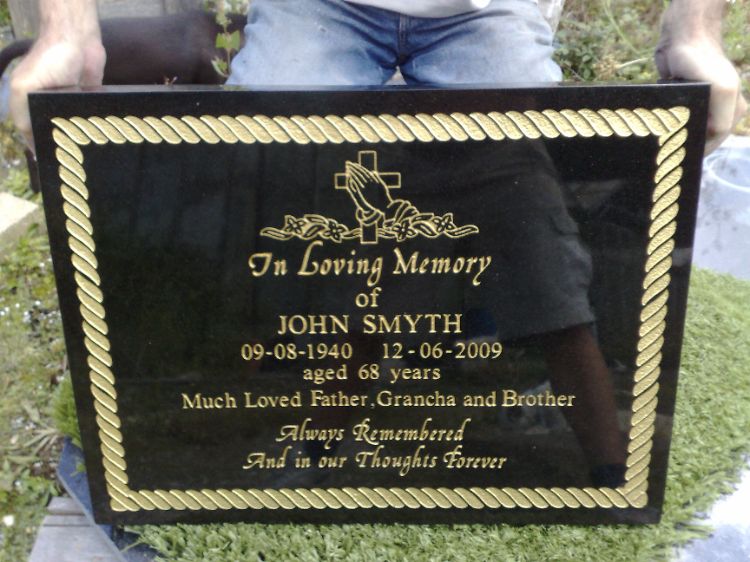 In Loving Memory
of
JOHN SMYTH
09-08-1940 12-06-2009
aged 68 years
Much Loved Father, Grancha and Brother
Always Remembered
And in our Thoughts Forever